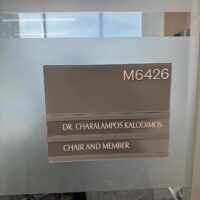 M6426
DR. CHARALAMPOS KALODIMOS
CHAIR AND MEMBER